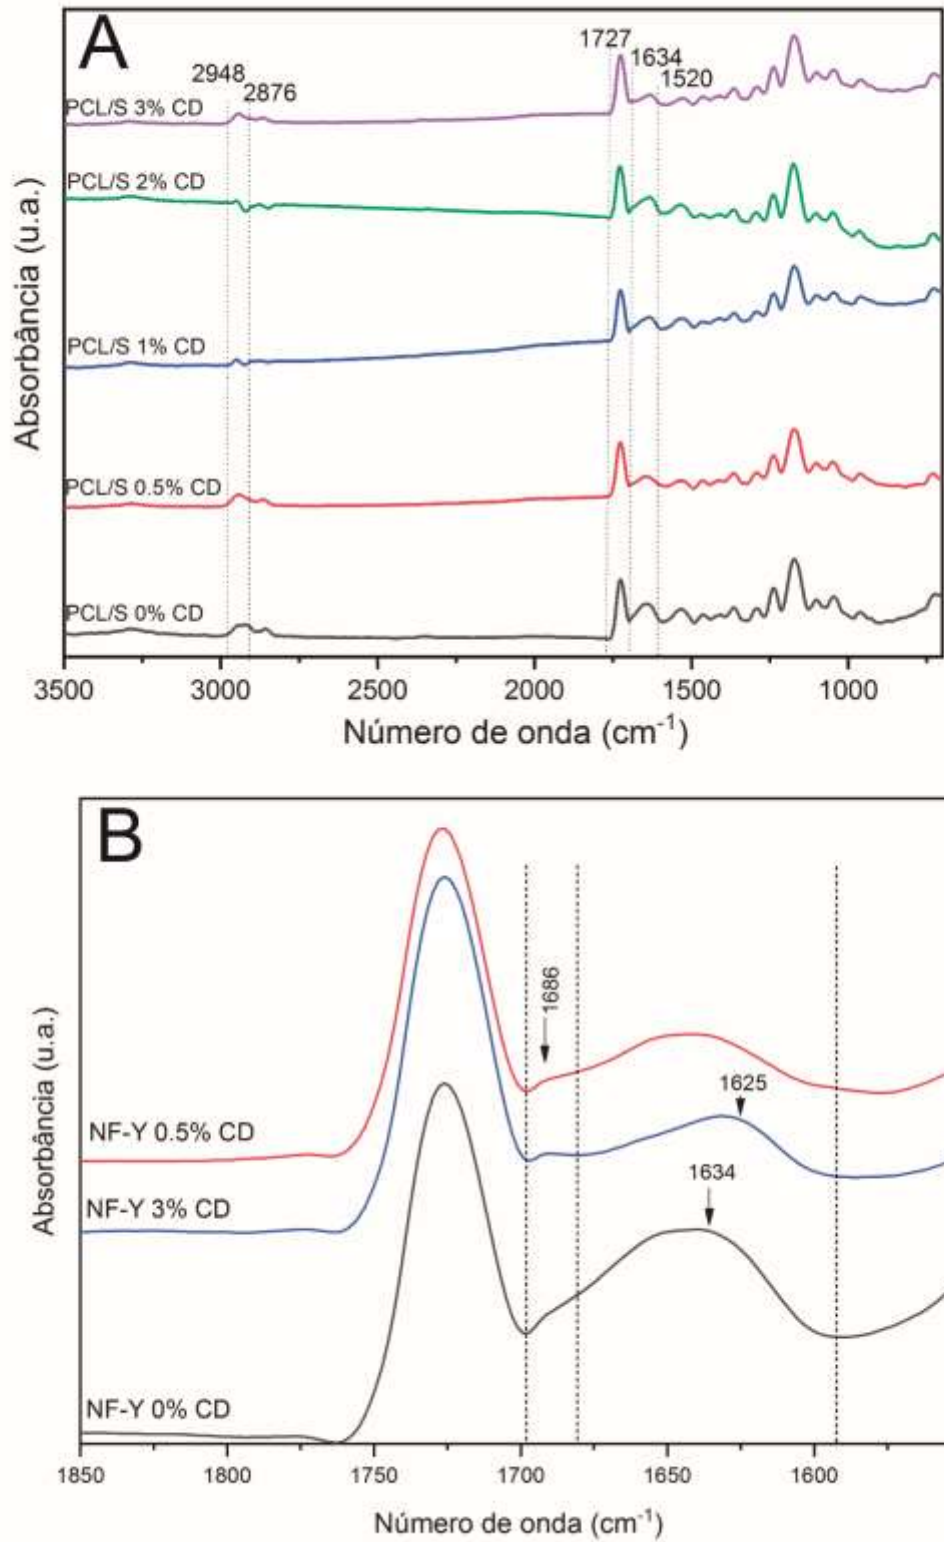 A
1727
1634
1520
2948
2876
PCL/S 3% CD
PCL/S 2% CD
PCL/S 1% CD
PCL/S 0.5% CD
PCL/S 0% CD
Absorbância (u.a.)
3500 3000 2500 2000 1500 1000
Número de onda (cm⁻¹)
B
1686
1625
1634
NF-Y 0.5% CD
NF-Y 3% CD
NF-Y 0% CD
Absorbância (u.a.)
1850 1800 1750 1700 1650 1600
Número de onda (cm⁻¹)